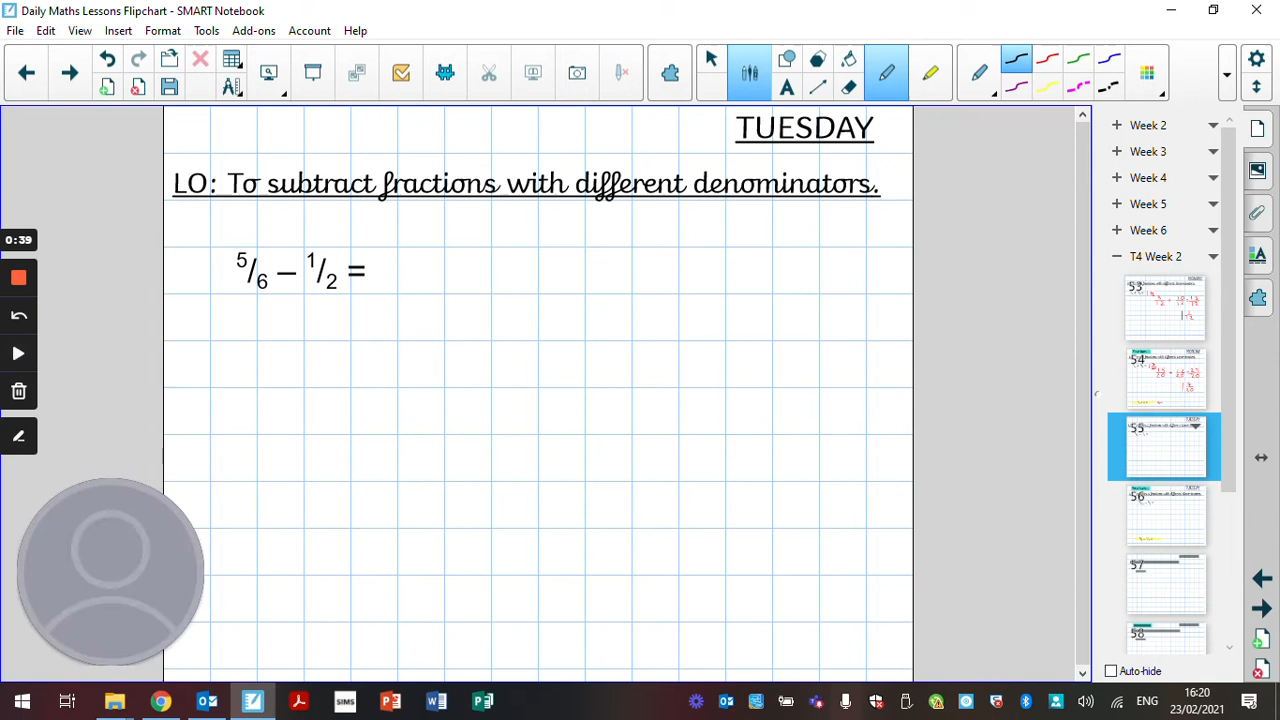 Daily Maths Lessons Flipchart - SMART Notebook
File Edit View Insert Format Tools Add-ons Account Help
TUESDAY
LO: To subtract fractions with different denominators.
5/6 – 1/2 =
0:39
Week 2
Week 3
Week 4
Week 5
Week 6
T4 Week 2
53
54
55
56
57
58
Auto-hide
SIMS
ENG
16:20
23/02/2021